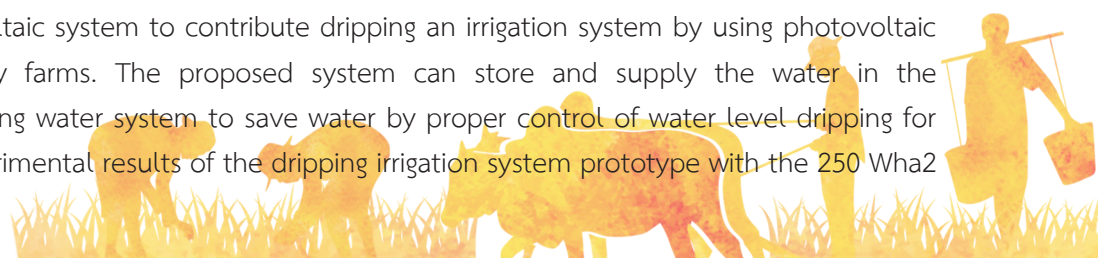 taic system to contribute dripping an irrigation system by using photovoltaic
farms. The proposed system can store and supply the water in the
ng water system to save water by proper control of water level dripping for
rimental results of the dripping irrigation system prototype with the 250 Wha2